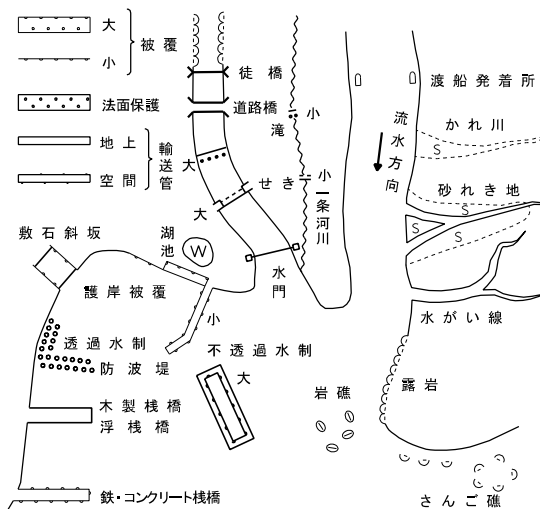 大
小
被覆
法面保護
地上
空間
輸送管
徒橋
道路橋
大
滝
小
せき
大
小
一条河川
湖池
W
水門
敷石斜坂
護岸被覆
小
透過水制
防波堤
不透過水制
大
木製桟橋
浮桟橋
鉄・コンクリート桟橋
渡船発着所
流水方向
かれ川
S
砂れき地
S
S
S
水がい線
露岩
岩礁
さんご礁